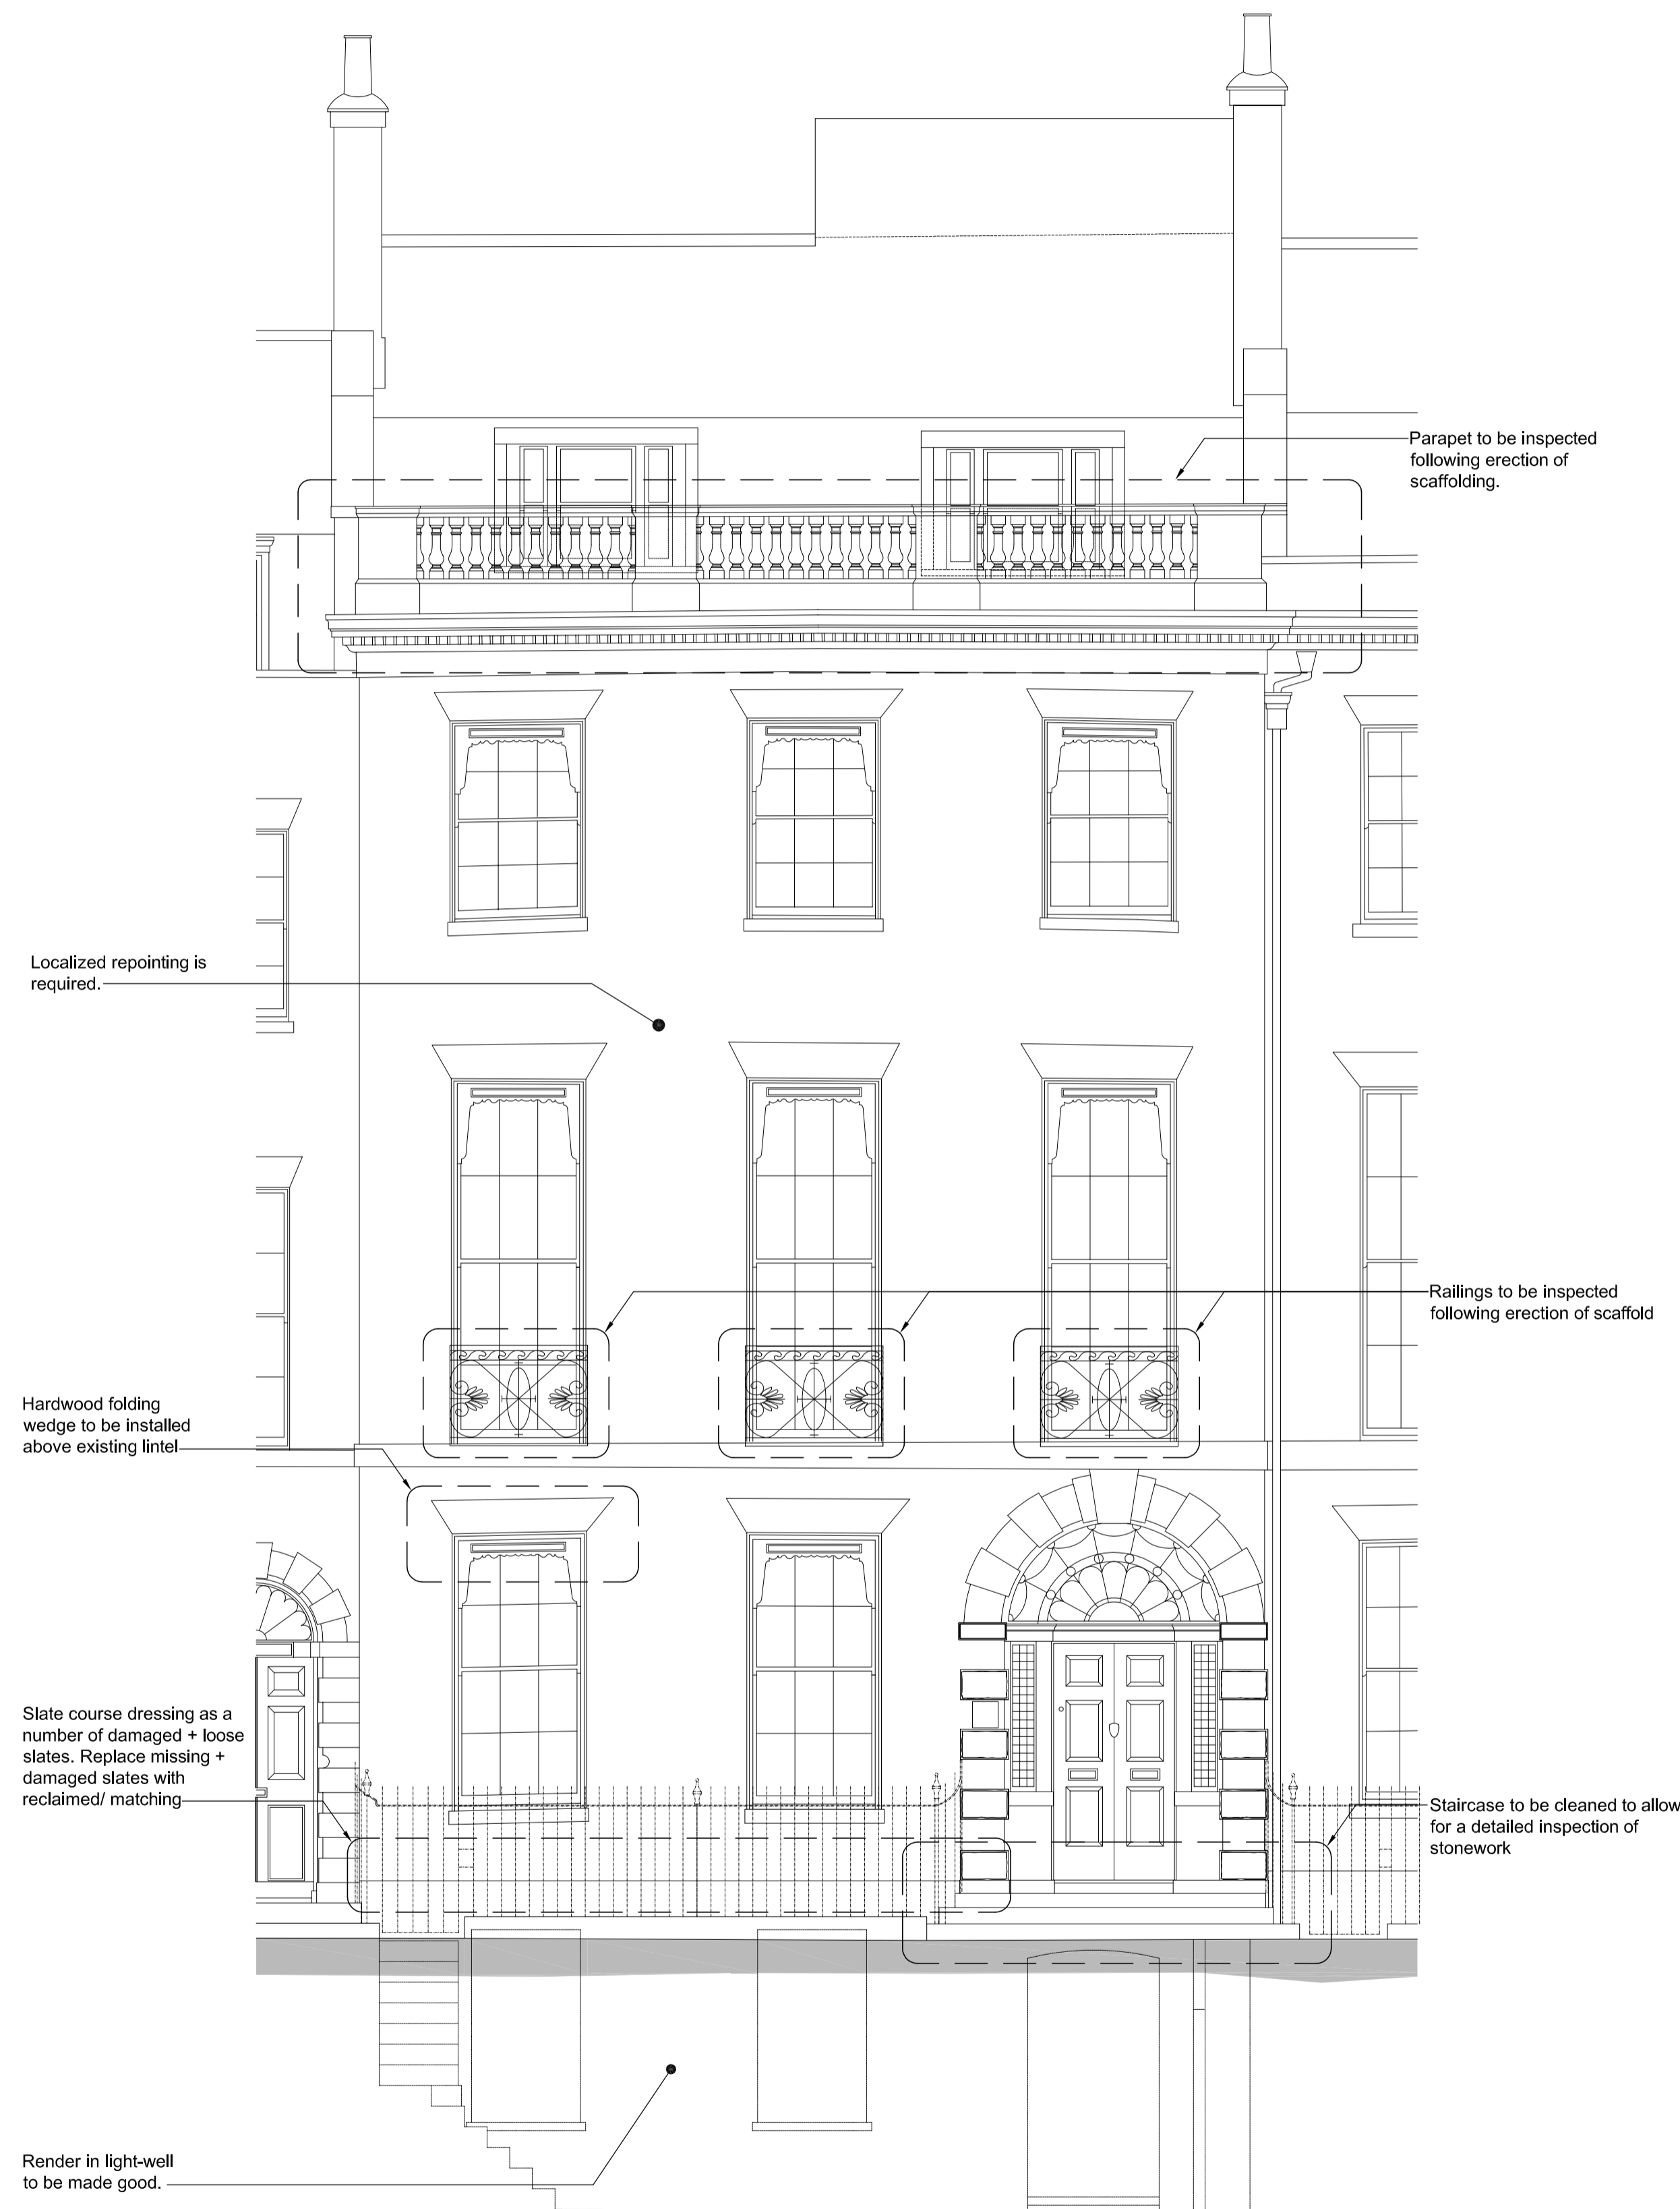 Parapet to be inspected
following erection of
scaffolding.
Localized repointing is
required.
Railings to be inspected
following erection of scaffold
Hardwood folding
wedge to be installed
above existing lintel
Slate course dressing as a
number of damaged + loose
slates. Replace missing +
damaged slates with
reclaimed/ matching
Staircase to be cleaned to allow
for a detailed inspection of
stonework
Render in light-well
to be made good.